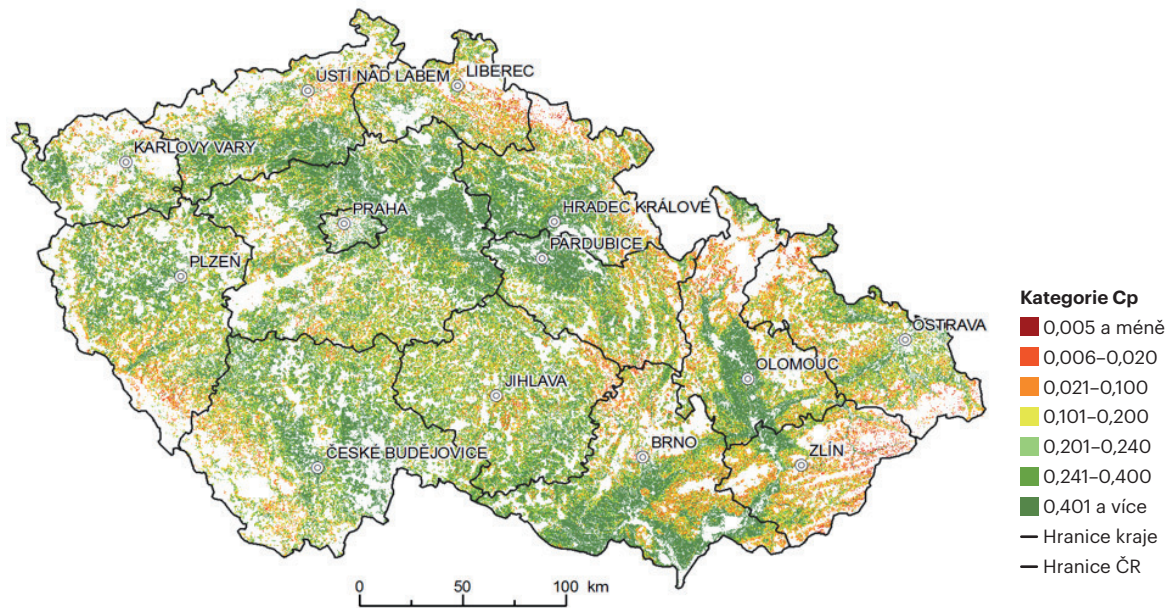 ÚSTÍ NAD LABEM
LIBEREC
KARLOVY VARY
PRAHA
HRADEC KRÁLOVÉ
PARDUBICE
PLZEŇ
OSTRAVA
OLOMOUC
JIHLAVA
BRNO
ČESKÉ BUDĚJOVICE
ZLÍN
0 50 100 km
Kategorie Cp
0,005 a méně
0,006–0,020
0,021–0,100
0,101–0,200
0,201–0,240
0,241–0,400
0,401 a více
Hranice kraje
Hranice ČR